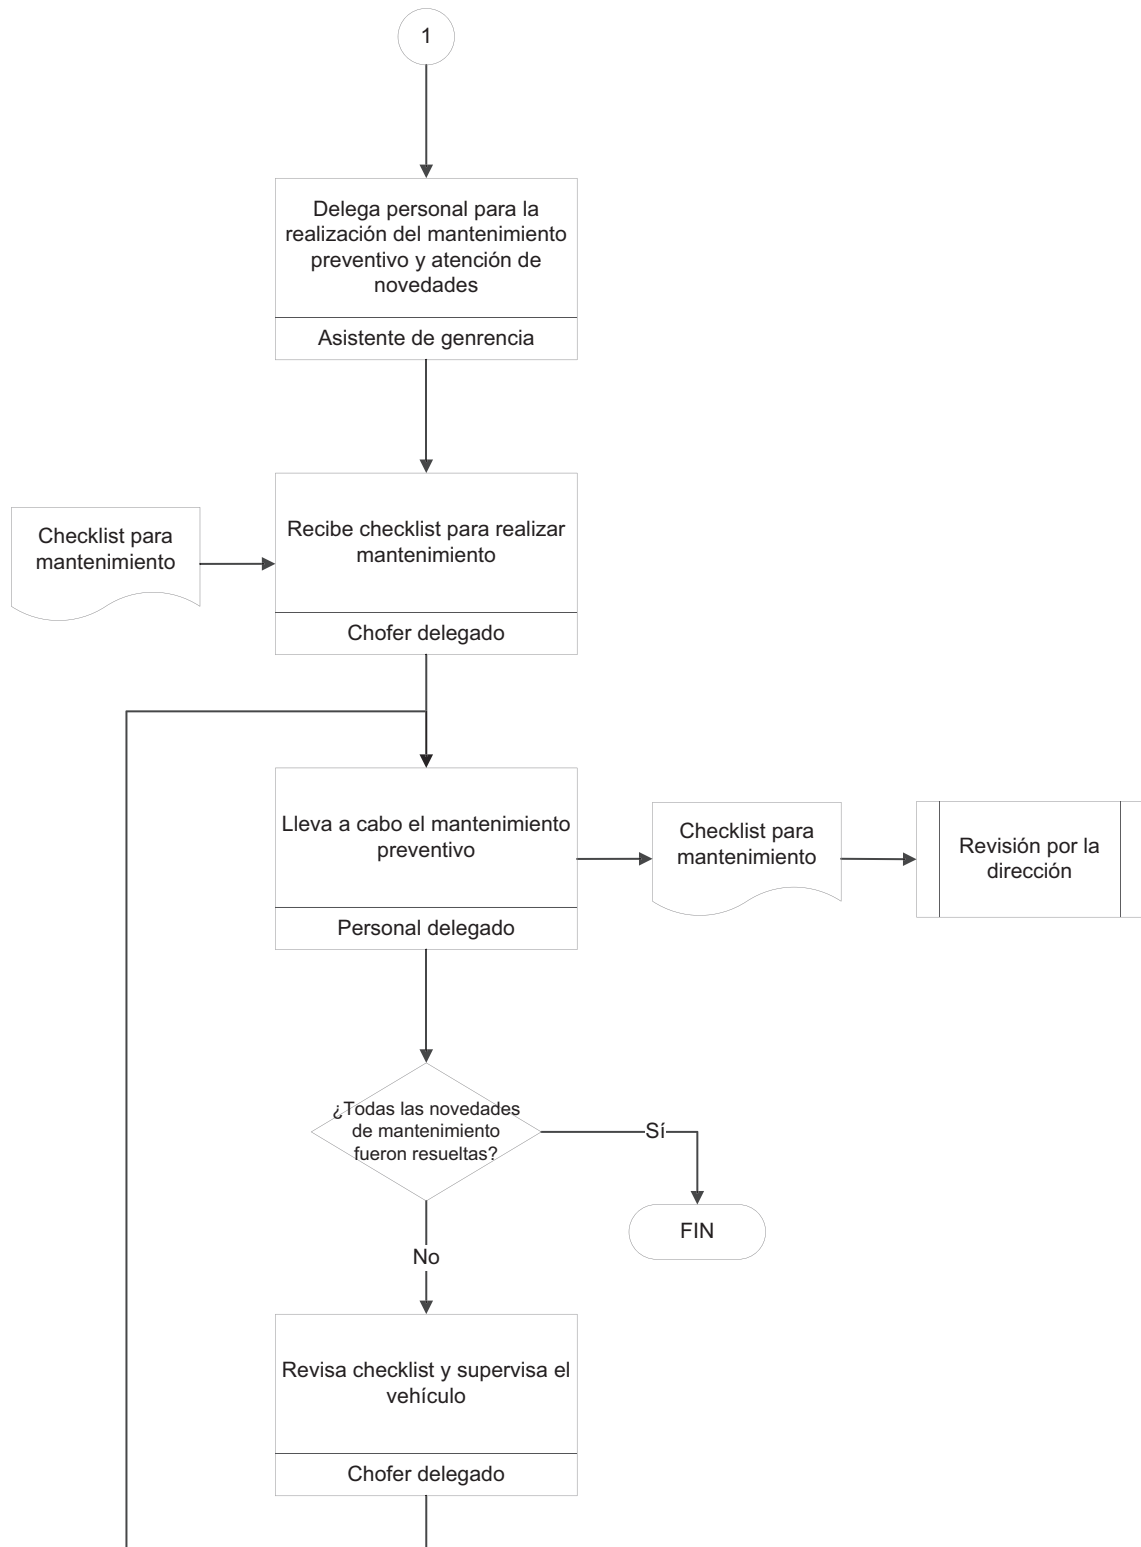 1
Delega personal para la
realización del mantenimiento
preventivo y atención de
novedades
Asistente de genrencia
Checklist para
mantenimiento
Recibe checklist para realizar
mantenimiento
Chofer delegado
Lleva a cabo el mantenimiento
preventivo
Personal delegado
Checklist para
mantenimiento
Revisión por la
dirección
¿Todas las novedades
de mantenimiento
fueron resueltas?
Sí
FIN
No
Revisa checklist y supervisa el
vehículo
Chofer delegado